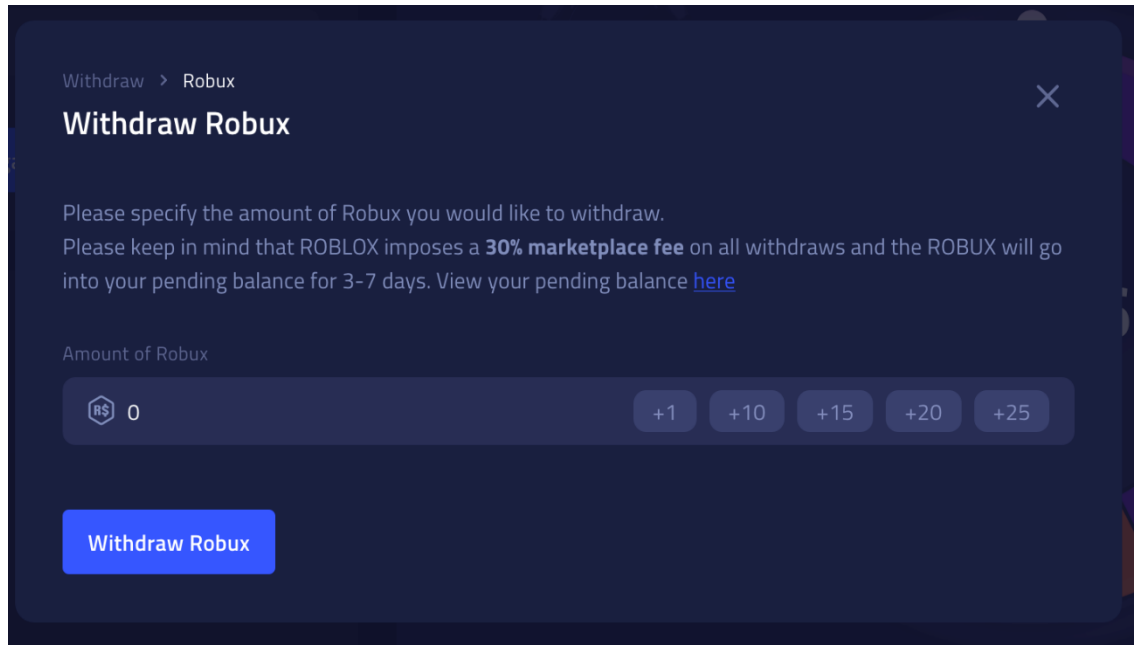 Withdraw > Robux
Withdraw Robux
Please specify the amount of Robux you would like to withdraw.
Please keep in mind that ROBLOX imposes a 30% marketplace fee on all withdraws and the ROBUX will go
into your pending balance for 3-7 days. View your pending balance here
Amount of Robux
R$ 0 +1 +10 +15 +20 +25
Withdraw Robux